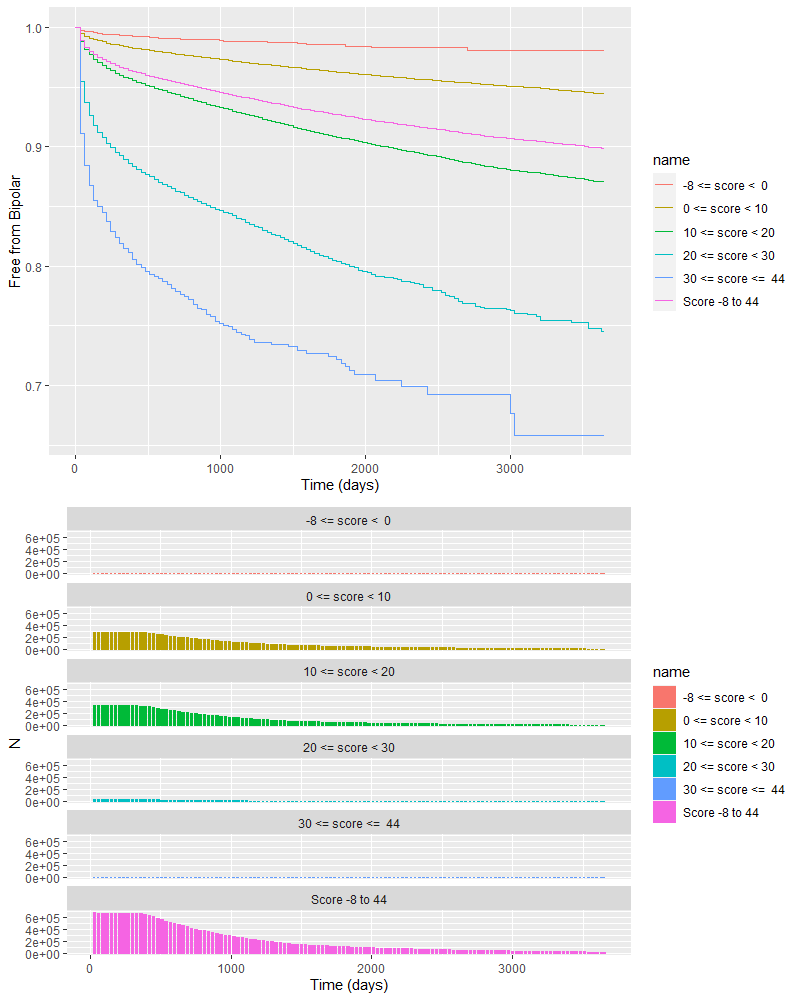 1.0
0.9
0.8
0.7
Free from Bipolar
0
1000
2000
3000
Time (days)
name
-8 <= score <  0
0 <= score < 10
10 <= score < 20
20 <= score < 30
30 <= score <=  44
Score -8 to 44
-8 <= score <  0
6e+05
4e+05
2e+05
0e+00
0 <= score < 10
6e+05
4e+05
2e+05
0e+00
10 <= score < 20
6e+05
4e+05
2e+05
0e+00
20 <= score < 30
6e+05
4e+05
2e+05
0e+00
30 <= score <=  44
6e+05
4e+05
2e+05
0e+00
Score -8 to 44
6e+05
4e+05
2e+05
0e+00
N
0
1000
2000
3000
Time (days)
name
-8 <= score <  0
0 <= score < 10
10 <= score < 20
20 <= score < 30
30 <= score <=  44
Score -8 to 44